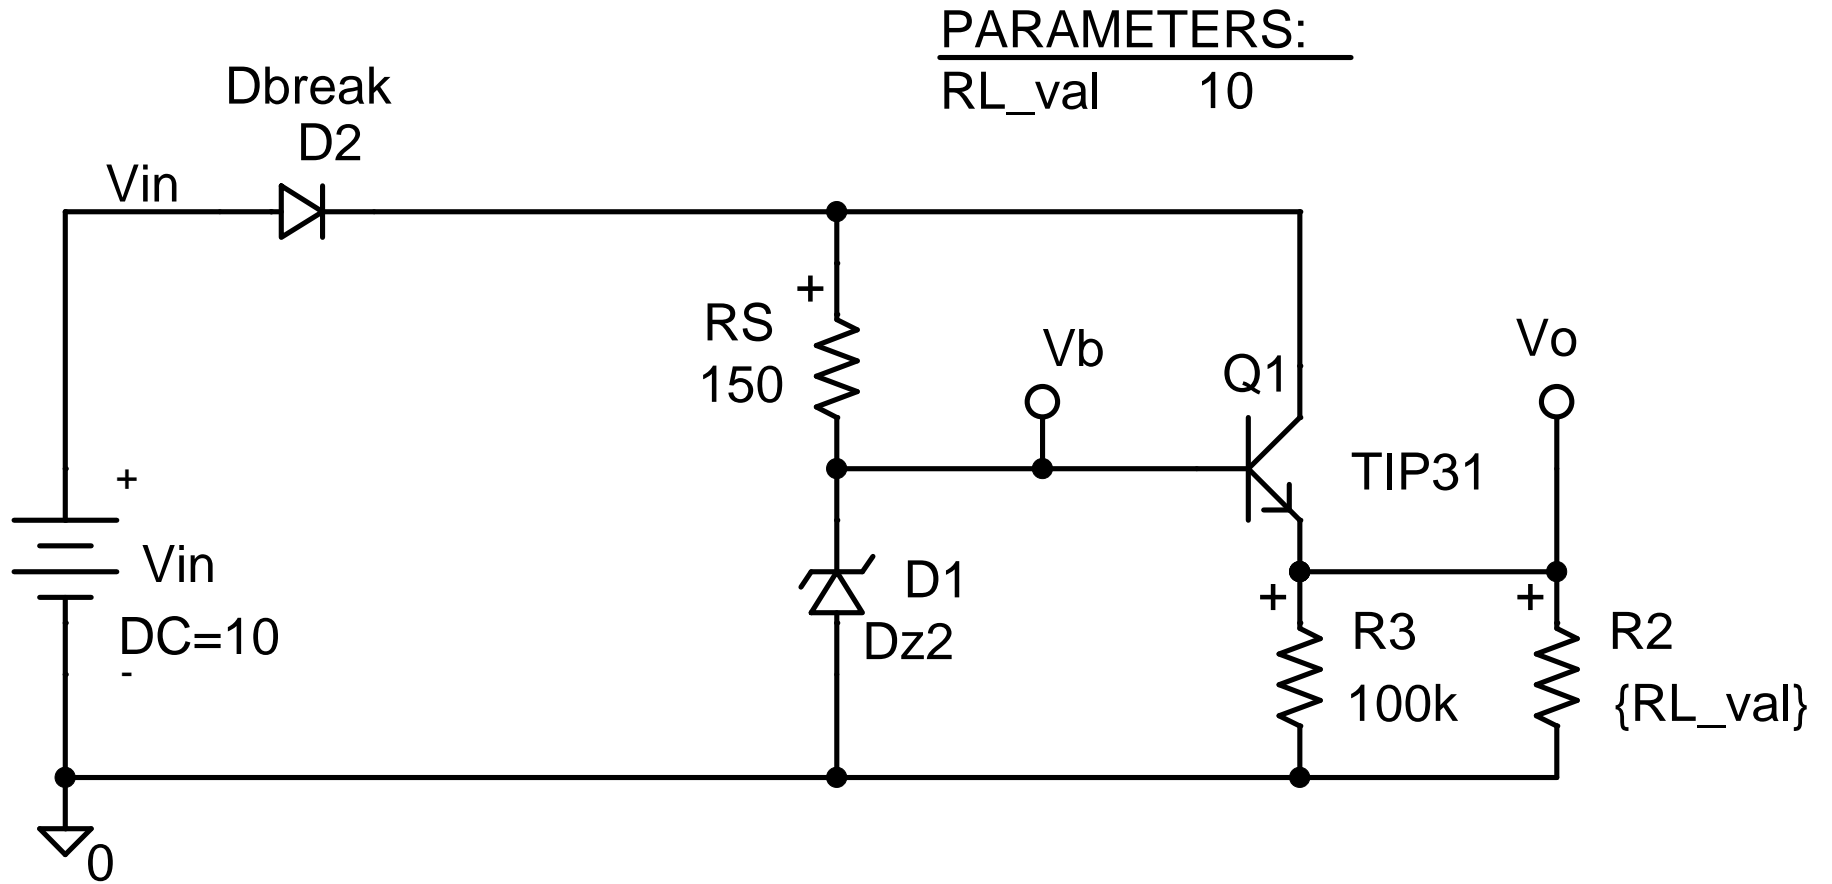 PARAMETERS:
RL_val 10
Dbreak
D2
Vin
+
RS
150
Vb
Q1
Vo
TIP31
+
Vin
DC=10
-
D1
Dz2
+
R3
100k
+
R2
{RL_val}
0